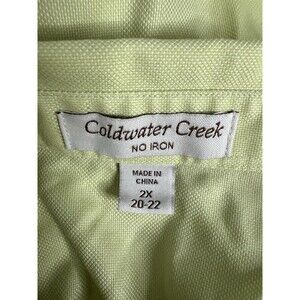 Coldwater Creek
NO IRON
MADE IN
CHINA
2X
20-22